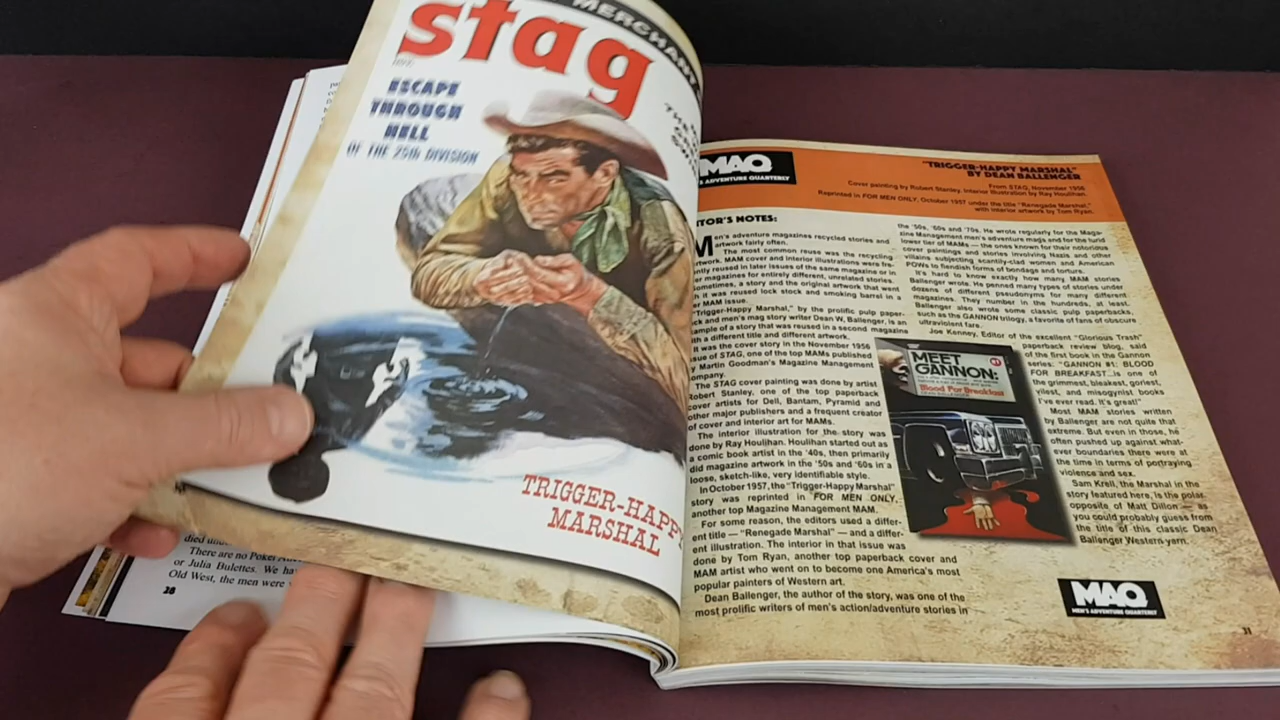 MERCHANT
stag
ESCAPE
THROUGH
HELL
OF THE 25th DIVISION
TRIGGER-HAPPY
MARSHAL
died
There are no Poker
or Julia Bulettes. We
Old West, the men were
28
MAQ
ADVENTURE QUARTERLY
"TRIGGER-HAPPY MARSHAL"
BY DEAN BALLENGER
From STAG, November 1956
Cover painting by Robert Stanley. Interior illustration by Ray Houlihan.
Reprinted in FOR MEN ONLY, October 1957 under the title "Renegade Marshal,"
with interior artwork by Tom Ryan.
TOR'S NOTES:
Men's adventure magazines recycled stories and
artwork fairly often.
The most common reuse was the recycling
artwork. MAM cover and interior illustrations were fre-
ntly reused in later issues of the same magazine or in
er magazines for entirely different, unrelated stories.
ometimes, a story and the original artwork that went
h it was reused lock stock and smoking barrel in a
er MAM issue.
"Trigger-Happy Marshal," by the prolific pulp paper-
ck and men's mag story writer Dean W. Ballenger, is an
ample of a story that was reused in a second magazine
th a different title and different artwork.
It was the cover story in the November 1956
sue of STAG, one of the top MAMs published
y Martin Goodman's Magazine Management
ompany.
The STAG cover painting was done by artist
Robert Stanley, one of the top paperback
cover artists for Dell, Bantam, Pyramid and
other major publishers and a frequent creator
of cover and interior art for MAMs.
The interior illustration for the story was
done by Ray Houlihan. Houlihan started out as
a comic book artist in the '40s, then primarily
did magazine artwork in the '50s and '60s in a
loose, sketch-like, very identifiable style.
In October 1957, the "Trigger-Happy Marshal"
story was reprinted in FOR MEN ONLY,
another top Magazine Management MAM.
For some reason, the editors used a differ-
ent title — "Renegade Marshal" — and a differ-
ent illustration. The interior in that issue was
done by Tom Ryan, another top paperback cover and
MAM artist who went on to become one America's most
popular painters of Western art.
Dean Ballenger, the author of the story, was one of the
most prolific writers of men's action/adventure stories in
the '50s, '60s and '70s. He wrote regularly for the Maga-
zine Management men's adventure mags and for the turid
lower tier of MAMs — the ones known for their notorious
cover paintings and stories involving Nazis and other
villains subjecting scantily-clad women and American
POWs to fiendish forms of bondage and torture.
It's hard to know exactly how many MAM stories
Ballenger wrote. He penned many types of stories under
dozens of different pseudonyms for many different
magazines. They number in the hundreds, at least.
Ballenger also wrote some classic pulp paperbacks,
such as the GANNON trilogy, a favorite of fans of obscure
ultraviolent fare.
Joe Kenney, Editor of the excellent "Glorious Trash"
paperback review blog, said
of the first book in the Gannon
series: "GANNON #1: BLOOD
FOR BREAKFAST...is one of
the grimmest, bleakest, goriest,
vilest, and misogynist books
I've ever read. It's great!"
Most MAM stories written
by Ballenger are not quite that
extreme. But even in those, he
often pushed up against what-
ever boundaries there were at
the time in terms of portraying
violence and sex.
Sam Krell, the Marshal in the
story featured here, is the polar
opposite of Matt Dillon — as
you could probably guess from
the title of this classic Dean
Ballenger Western yarn.
MEET
GANNON:
#1
Blood For Breakfast
MAQ
MEN'S ADVENTURE QUARTERLY
31